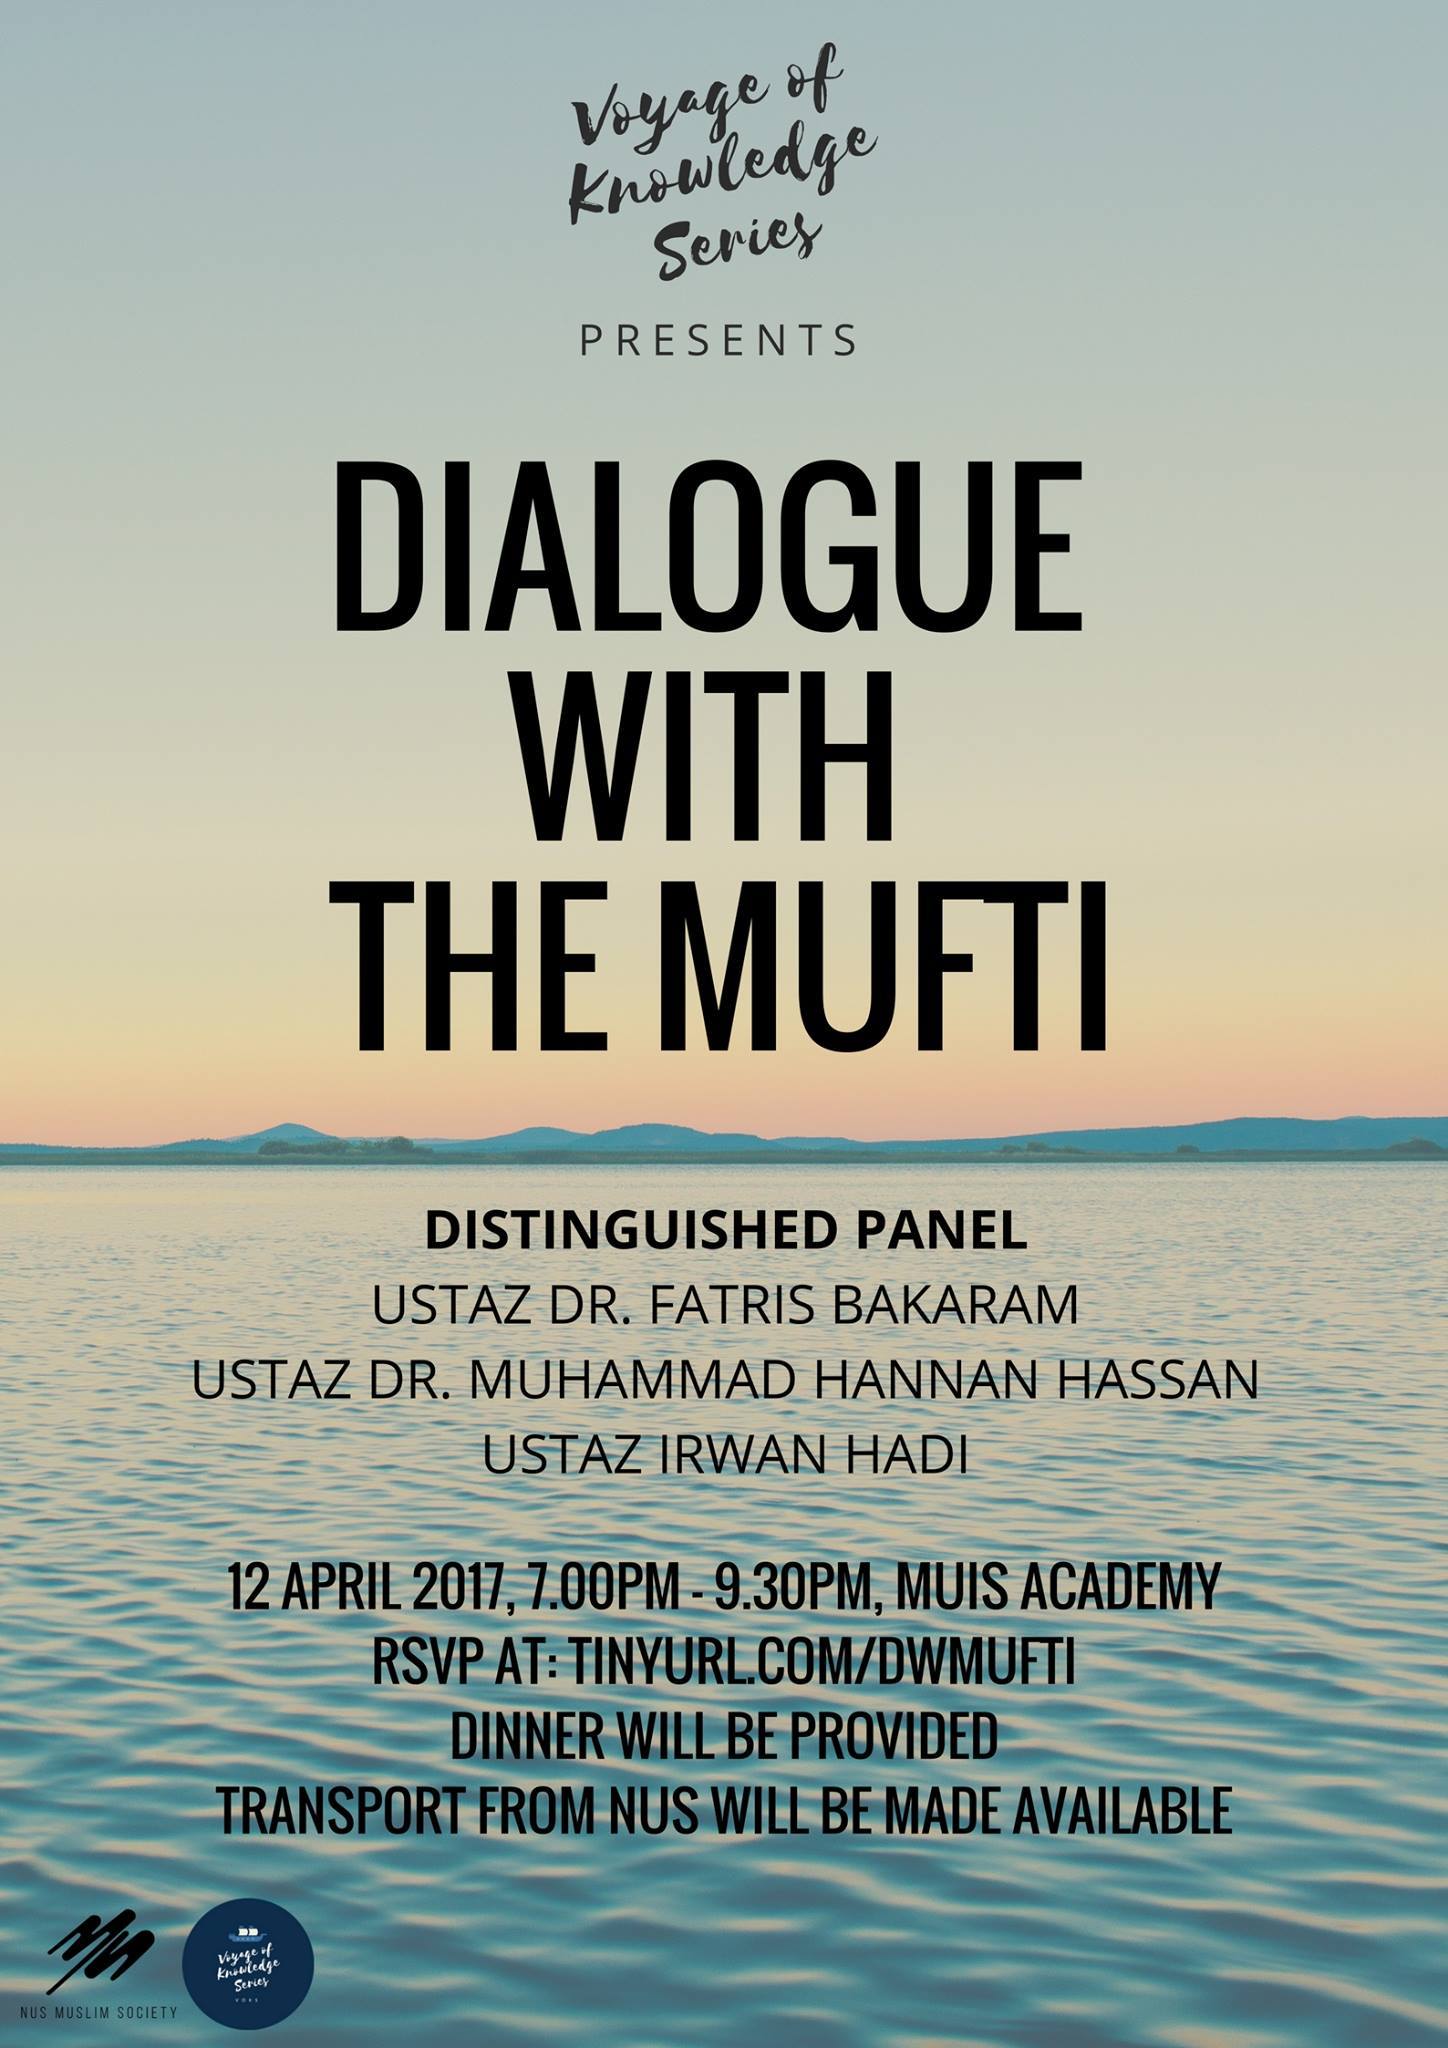 Voyage of
Knowledge
Series
PRESENTS
DIALOGUE
WITH
THE MUFTI
DISTINGUISHED PANEL
USTAZ DR. FATRIS BAKARAM
USTAZ DR. MUHAMMAD HANNAN HASSAN
USTAZ IRWAN HADI
12 APRIL 2017, 7.00PM - 9.30PM, MUIS ACADEMY
RSVP AT: TINYURL.COM/DWMUFTI
DINNER WILL BE PROVIDED
TRANSPORT FROM NUS WILL BE MADE AVAILABLE
NUS MUSLIM SOCIETY
Voyage of
Knowledge
Series
VOKS